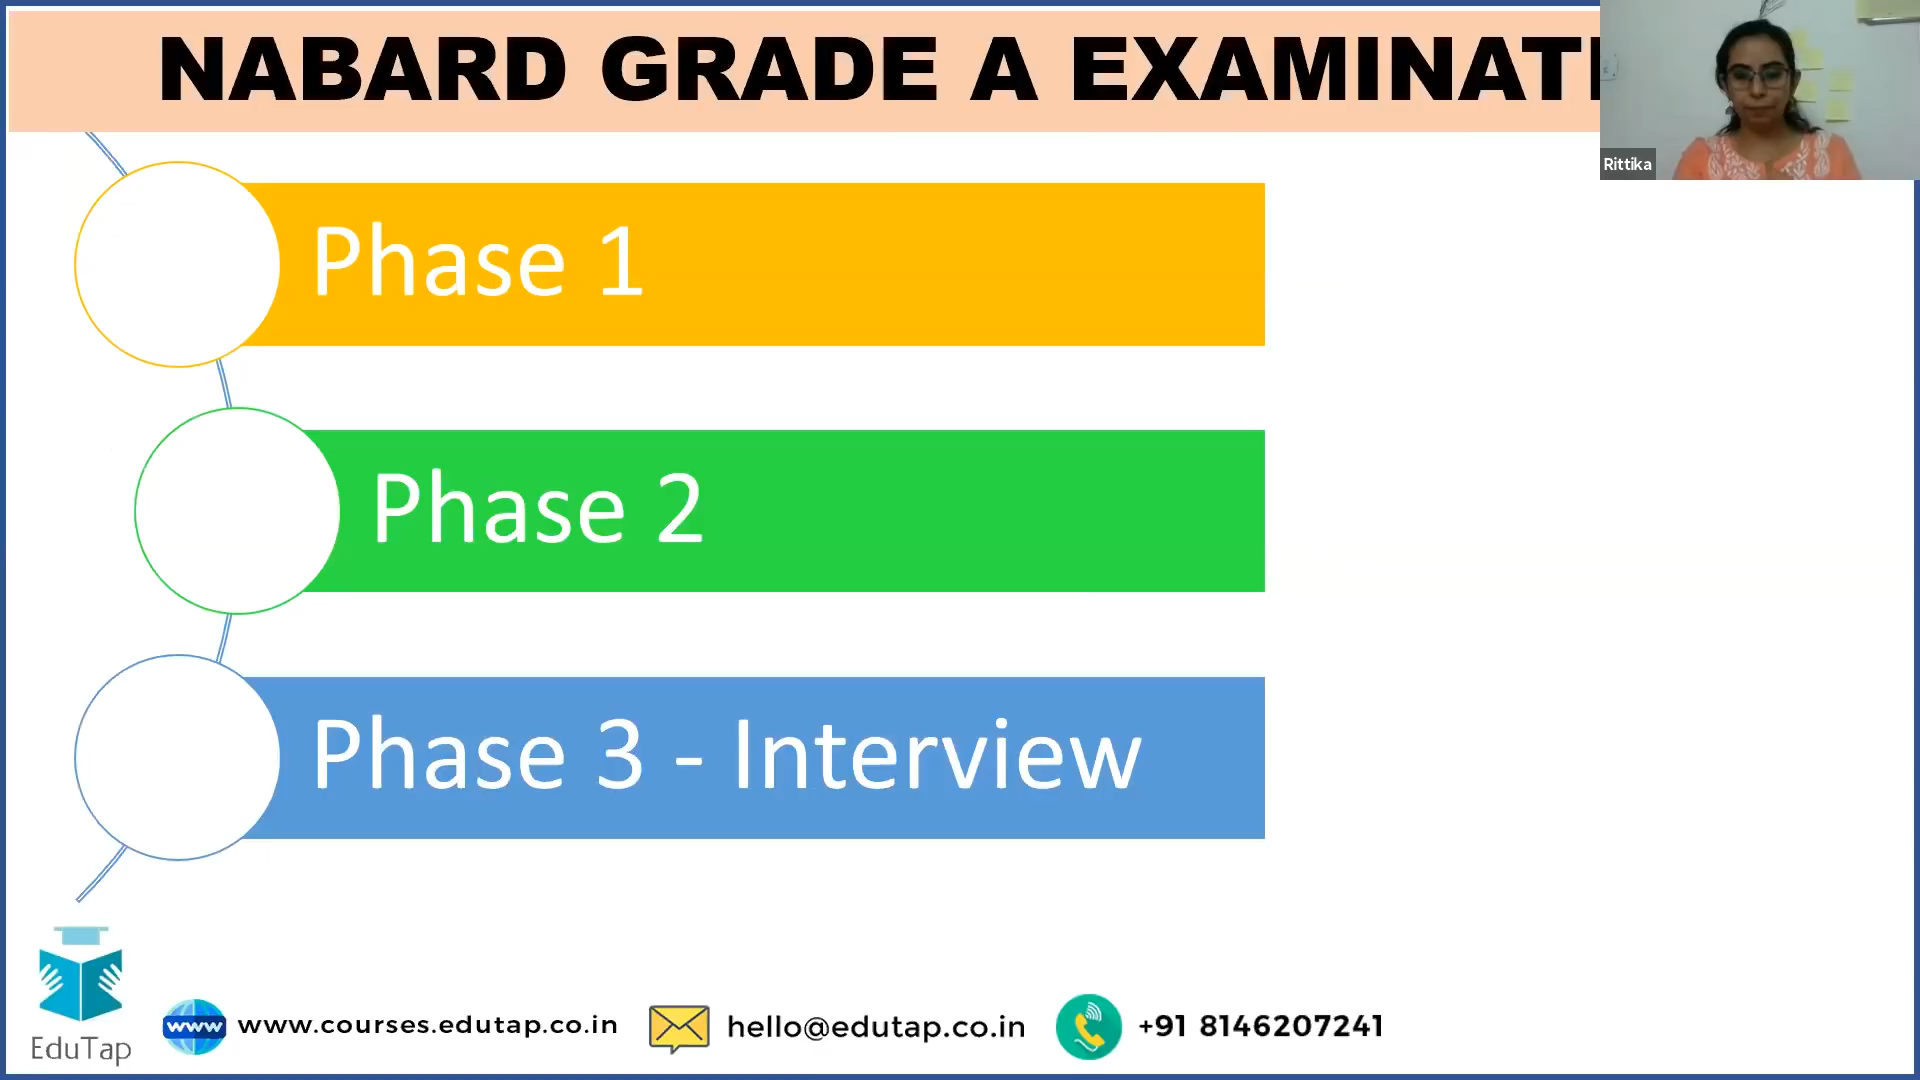 NABARD GRADE A EXAMINATI
Rittika
Phase 1
Phase 2
Phase 3 - Interview
EduTap
www
www.courses.edutap.co.in
hello@edutap.co.in
+91 8146207241